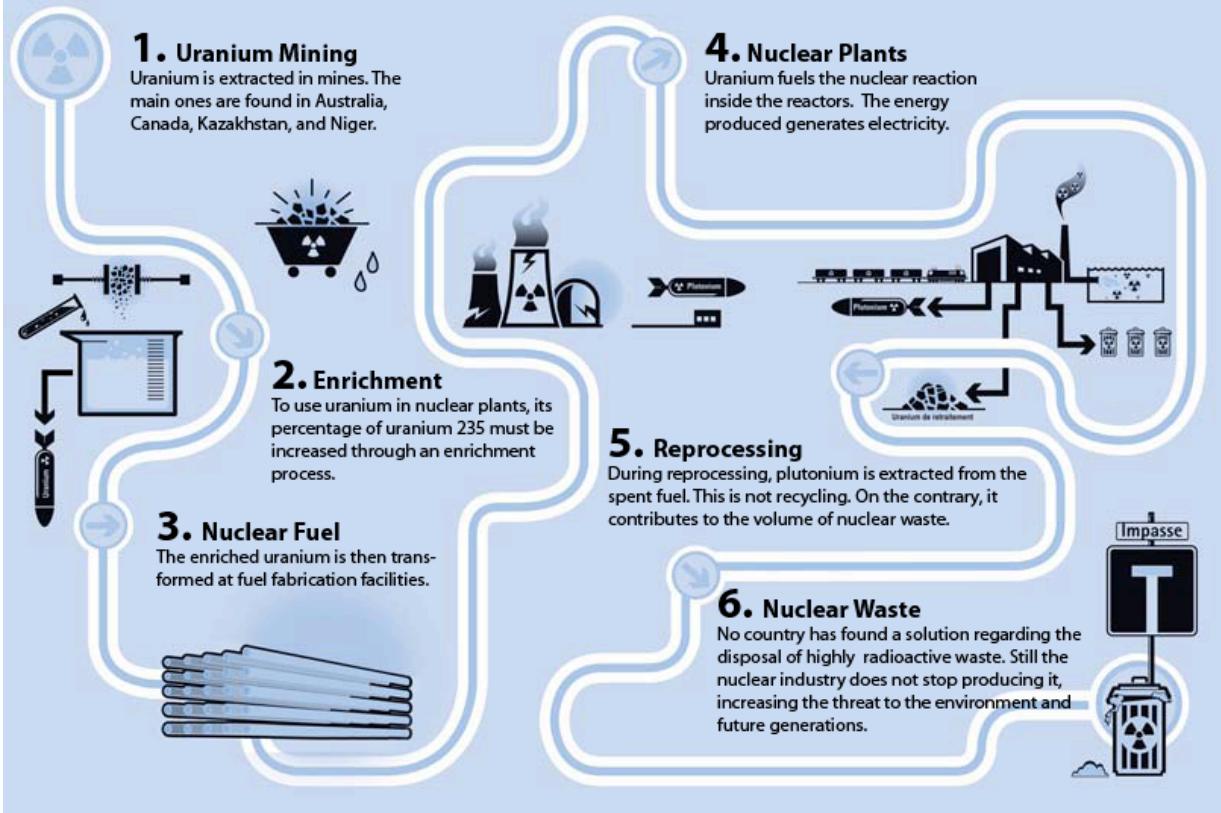 1. Uranium Mining
Uranium is extracted in mines. The
main ones are found in Australia,
Canada, Kazakhstan, and Niger.
2. Enrichment
To use uranium in nuclear plants, its
percentage of uranium 235 must be
increased through an enrichment
process.
Uranium
3. Nuclear Fuel
The enriched uranium is then trans-
formed at fuel fabrication facilities.
4. Nuclear Plants
Uranium fuels the nuclear reaction
inside the reactors. The energy
produced generates electricity.
Plutonium
Plutonium
Uranium de retraitement
5. Reprocessing
During reprocessing, plutonium is extracted from the
spent fuel. This is not recycling. On the contrary, it
contributes to the volume of nuclear waste.
Impasse
6. Nuclear Waste
No country has found a solution regarding the
disposal of highly radioactive waste. Still the
nuclear industry does not stop producing it,
increasing the threat to the environment and
future generations.